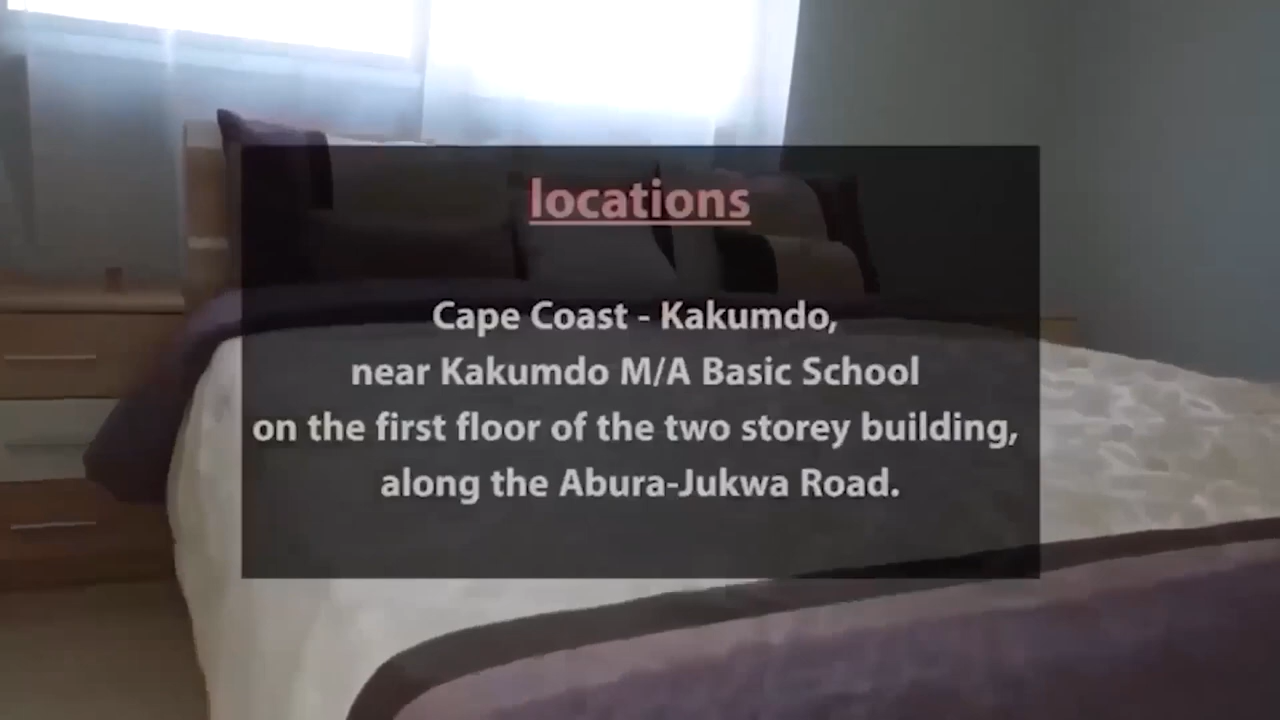 locations
Cape Coast - Kakumdo,
near Kakumdo M/A Basic School
on the first floor of the two storey building,
along the Abura-Jukwa Road.